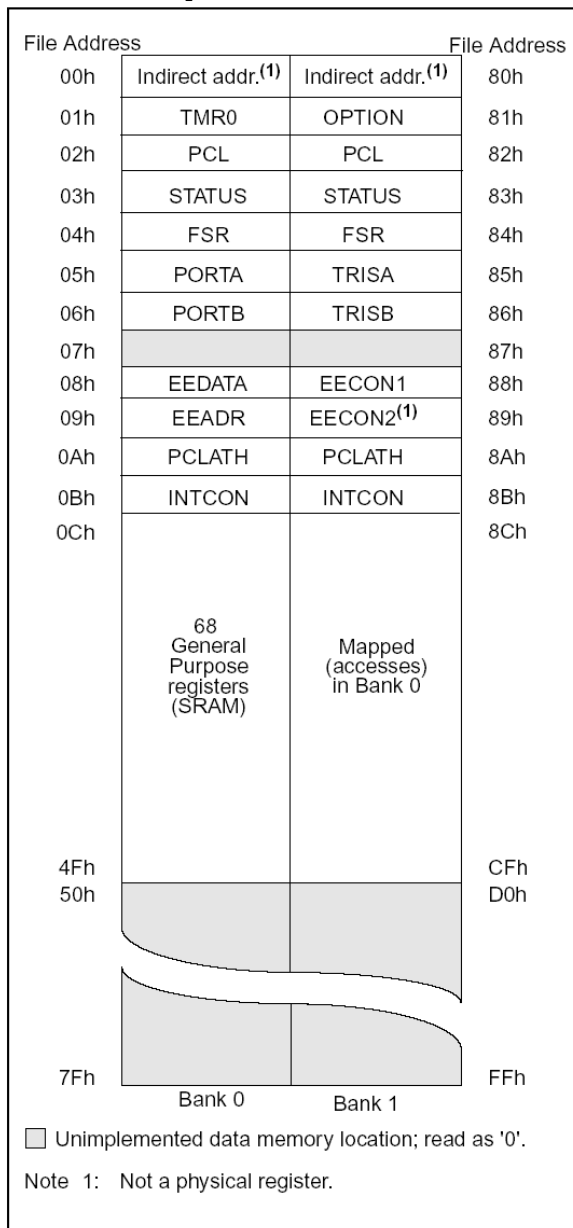 File Address File Address
00h Indirect addr.(1) Indirect addr.(1) 80h
01h TMR0 OPTION 81h
02h PCL PCL 82h
03h STATUS STATUS 83h
04h FSR FSR 84h
05h PORTA TRISA 85h
06h PORTB TRISB 86h
07h 87h
08h EEDATA EECON1 88h
09h EEADR EECON2(1) 89h
0Ah PCLATH PCLATH 8Ah
0Bh INTCON INTCON 8Bh
0Ch 8Ch
68
General
Purpose
registers
(SRAM)
Mapped
(accesses)
in Bank 0
4Fh CFh
50h D0h
7Fh FFh
Bank 0 Bank 1
Unimplemented data memory location; read as '0'.
Note 1: Not a physical register.